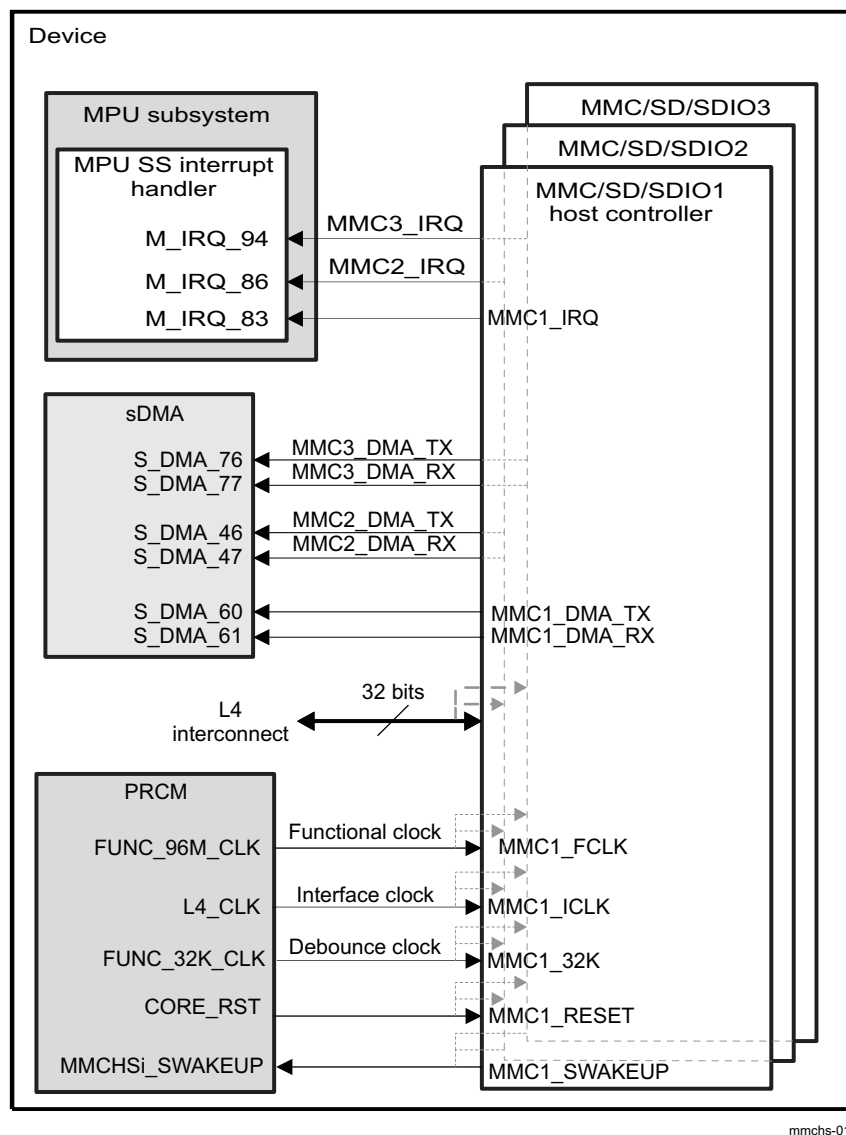 Device
MPU subsystem
MPU SS interrupt
handler
M_IRQ_94
M_IRQ_86
M_IRQ_83
MMC3_IRQ
MMC2_IRQ
MMC/SD/SDIO3
MMC/SD/SDIO2
MMC/SD/SDIO1
host controller
MMC1_IRQ
sDMA
S_DMA_76
S_DMA_77
S_DMA_46
S_DMA_47
S_DMA_60
S_DMA_61
MMC3_DMA_TX
MMC3_DMA_RX
MMC2_DMA_TX
MMC2_DMA_RX
MMC1_DMA_TX
MMC1_DMA_RX
32 bits
L4
interconnect
PRCM
FUNC_96M_CLK
Functional clock
MMC1_FCLK
L4_CLK
Interface clock
MMC1_ICLK
FUNC_32K_CLK
Debounce clock
MMC1_32K
CORE_RST
MMC1_RESET
MMCHSi_SWAKEUP
MMC1_SWAKEUP
mmchs-01